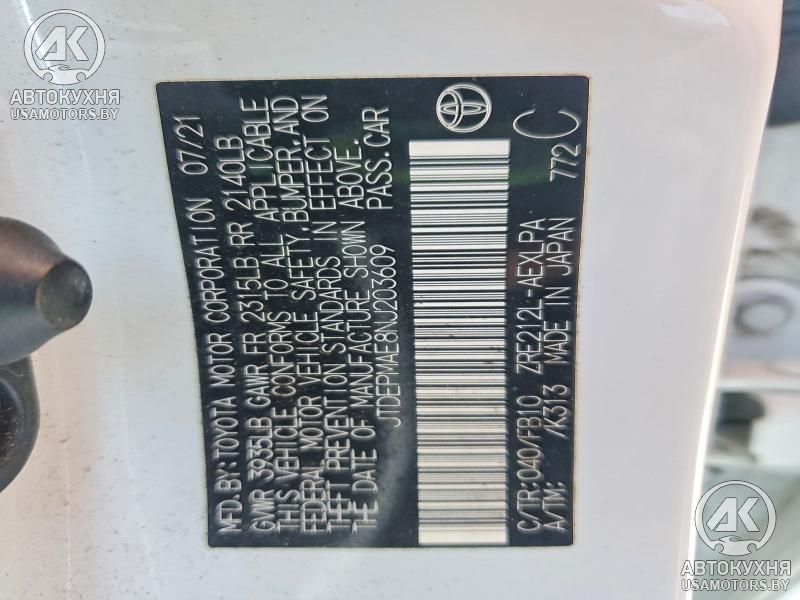 AK
АВТОКУХНЯ
USAMOTORS.BY
MFD.BY:TOYOTA MOTOR CORPORATION 07/21
GVWR 3935LB GAWR FR 2315LB RR 2140LB
THIS VEHICLE CONFORMS TO ALL APPLICABLE
FEDERAL MOTOR VEHICLE SAFETY,BUMPER,AND
THEFT PREVENTION STANDARDS IN EFFECT ON
THE DATE OF MANUFACTURE SHOWN ABOVE.
JTDEPMAE8NJ203609 PASS.CAR
C/TR:040/FB10 ZRE212L-AEXLPA
A/TM: /K313 MADE IN JAPAN 772 C
AK
АВТОКУХНЯ
USAMOTORS.BY